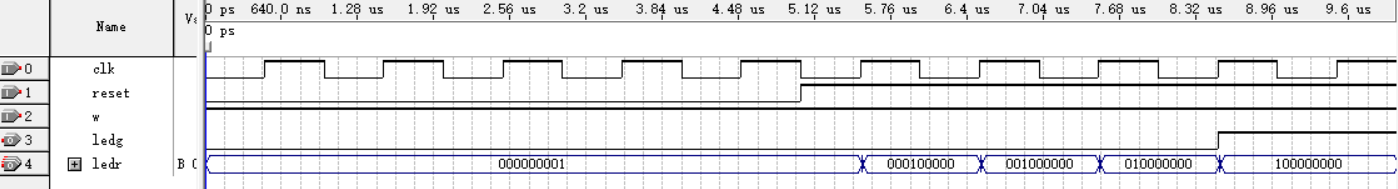 Name Va 0 ps 640.0 ns 1.28 us 1.92 us 2.56 us 3.2 us 3.84 us 4.48 us 5.12 us 5.76 us 6.4 us 7.04 us 7.68 us 8.32 us 8.96 us 9.6 us
0 ps
0 clk
1 reset
2 w
3 ledg
4 ledr B 0 000000001 000100000 001000000 010000000 100000000